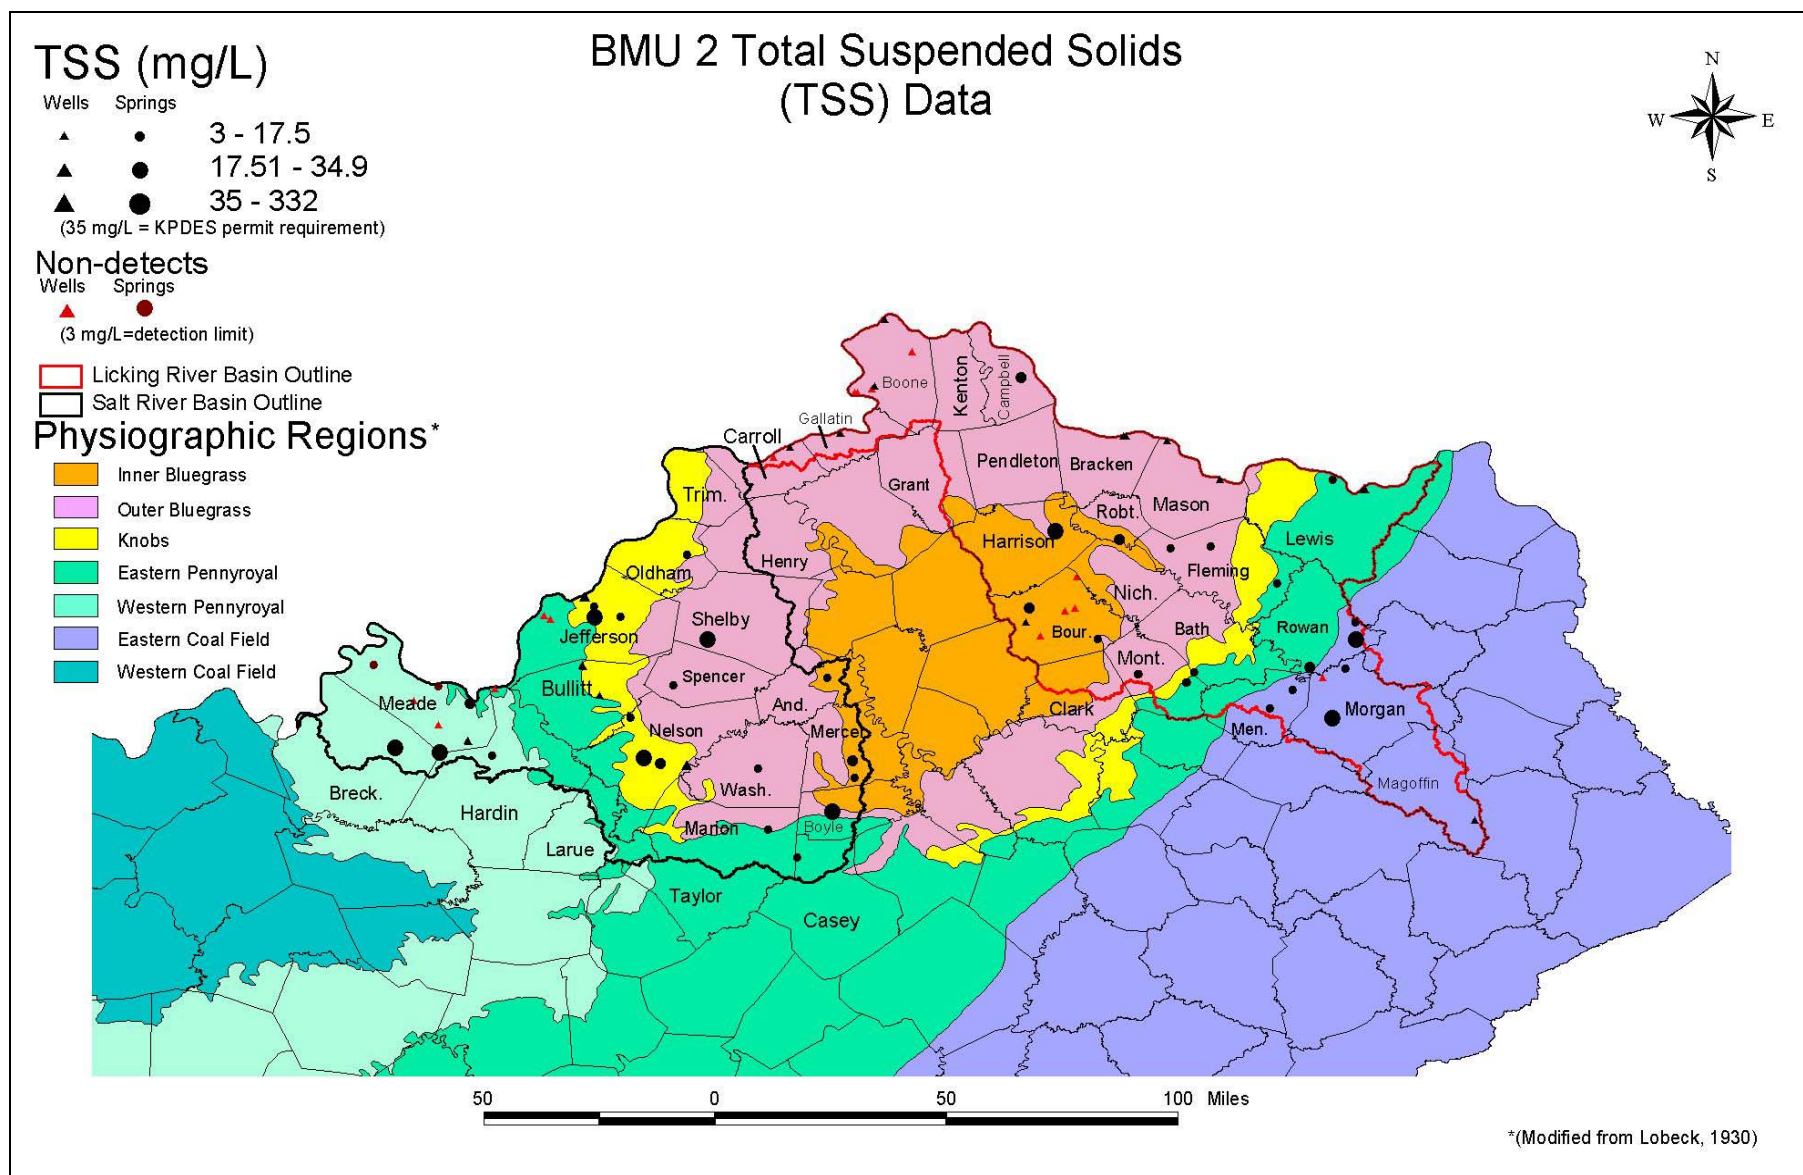 BMU 2 Total Suspended Solids
(TSS) Data
TSS (mg/L)
Wells Springs
3 - 17.5
17.51 - 34.9
35 - 332
(35 mg/L = KPDES permit requirement)
Non-detects
Wells Springs
(3 mg/L=detection limit)
Licking River Basin Outline
Salt River Basin Outline
Physiographic Regions*
Inner Bluegrass
Outer Bluegrass
Knobs
Eastern Pennyroyal
Western Pennyroyal
Eastern Coal Field
Western Coal Field
N
W E
S
Boone
Kenton
Campbell
Gallatin
Carroll
Grant
Pendleton
Bracken
Trim.
Robt.
Mason
Henry
Harrison
Lewis
Oldham
Fleming
Nich.
Shelby
Jefferson
Bour.
Bath
Rowan
Mont.
Spencer
Bullitt
Meade
And.
Clark
Morgan
Nelson
Mercer
Men.
Wash.
Magoffin
Breck.
Hardin
Marion
Boyle
Larue
Taylor
Casey
50 0 50 100 Miles
*(Modified from Lobeck, 1930)